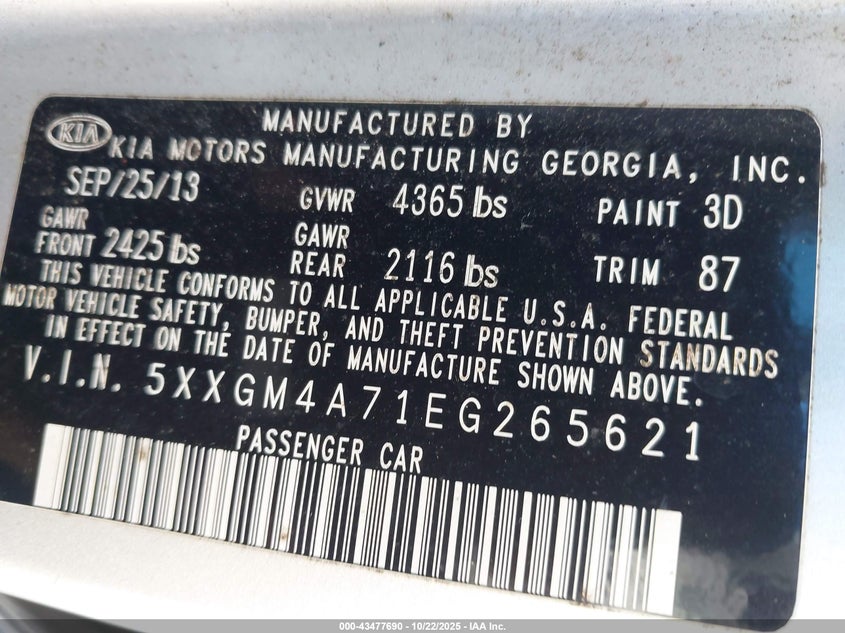 KIA
MANUFACTURED BY
KIA MOTORS MANUFACTURING GEORGIA, INC.
SEP/25/13 GVWR 4365 lbs PAINT 3D
GAWR FRONT 2425 lbs GAWR REAR 2116 lbs TRIM 87
THIS VEHICLE CONFORMS TO ALL APPLICABLE U.S.A. FEDERAL
MOTOR VEHICLE SAFETY, BUMPER, AND THEFT PREVENTION STANDARDS
IN EFFECT ON THE DATE OF MANUFACTURE SHOWN ABOVE.
V.I.N. 5XXGM4A71EG265621
PASSENGER CAR
000-43477690 - 10/22/2025 - IAA Inc.